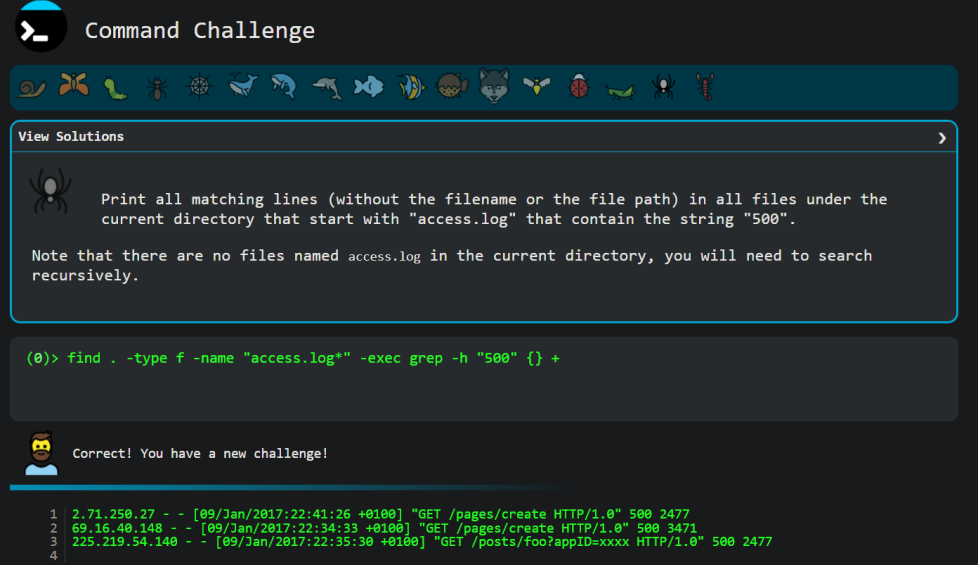 Command Challenge
View Solutions
❯
Print all matching lines (without the filename or the file path) in all files under the
current directory that start with "access.log" that contain the string "500".
Note that there are no files named access.log in the current directory, you will need to search
recursively.
(0)> find . -type f -name "access.log*" -exec grep -h "500" {} +
Correct! You have a new challenge!
1 2.71.250.27 - - [09/Jan/2017:22:41:26 +0100] "GET /pages/create HTTP/1.0" 500 2477
2 69.16.40.148 - - [09/Jan/2017:22:34:33 +0100] "GET /pages/create HTTP/1.0" 500 3471
3 225.219.54.140 - - [09/Jan/2017:22:35:30 +0100] "GET /posts/foo?appID=xxxx HTTP/1.0" 500 2477
4